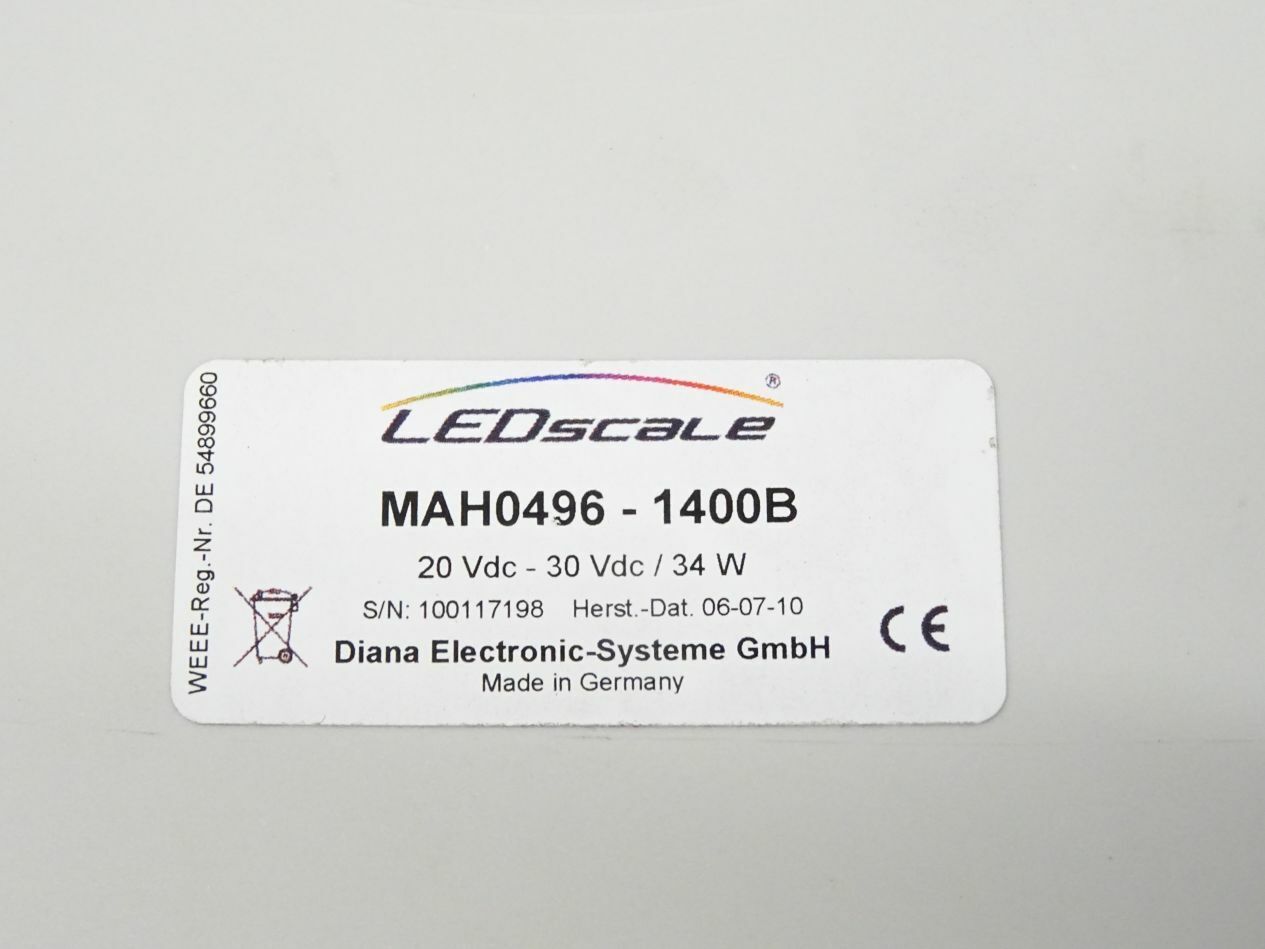 LEDscale ®
MAH0496 - 1400B
20 Vdc - 30 Vdc / 34 W
S/N: 100117198 Herst.-Dat. 06-07-10
Diana Electronic-Systeme GmbH
Made in Germany
WEEE-Reg.-Nr. DE 54899660
CE